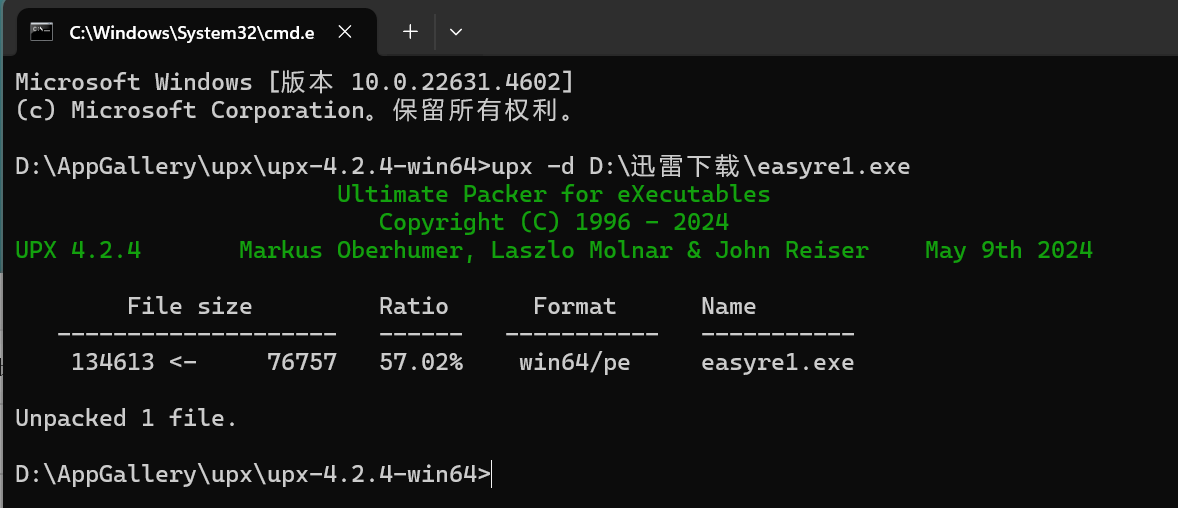 C:\Windows\System32\cmd.e
Microsoft Windows [版本 10.0.22631.4602]
(c) Microsoft Corporation。保留所有权利。
D:\AppGallery\upx\upx-4.2.4-win64>upx -d D:\迅雷下载\easyre1.exe
Ultimate Packer for eXecutables
Copyright (C) 1996 - 2024
UPX 4.2.4 Markus Oberhumer, Laszlo Molnar & John Reiser May 9th 2024
File size Ratio Format Name
-------------------- ------ ----------- -----------
134613 <- 76757 57.02% win64/pe easyre1.exe
Unpacked 1 file.
D:\AppGallery\upx\upx-4.2.4-win64>